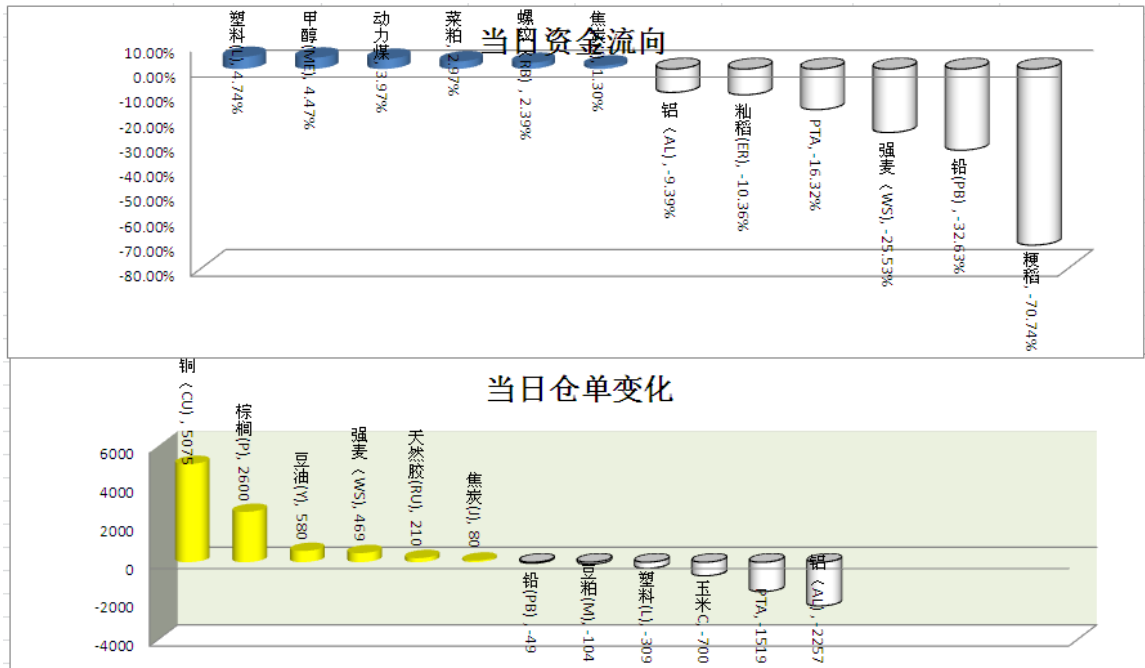 当日资金流向
10.00%
0.00%
-10.00%
-20.00%
-30.00%
-40.00%
-50.00%
-60.00%
-70.00%
-80.00%
塑料(L), 4.74%
甲醇(ME), 4.47%
动力煤, 3.97%
菜粕, 2.97%
螺纹〈RB〉, 2.39%
焦炭(J), 1.30%
铝〈AL〉, -9.39%
籼稻(ER), -10.36%
PTA, -16.32%
强麦〈WS), -25.53%
铅(PB), -32.63%
粳稻, -70.74%
当日仓单变化
6000
4000
2000
0
-2000
-4000
铜〈CU〉, 5075
棕榈(P), 2600
豆油(Y), 580
强麦〈WS), 469
天然胶(RU), 210
焦炭(J), 80
铅(PB), -49
豆粕(M), -104
塑料(L), -309
玉米C, -700
PTA, -1519
铝〈AL〉, -2257